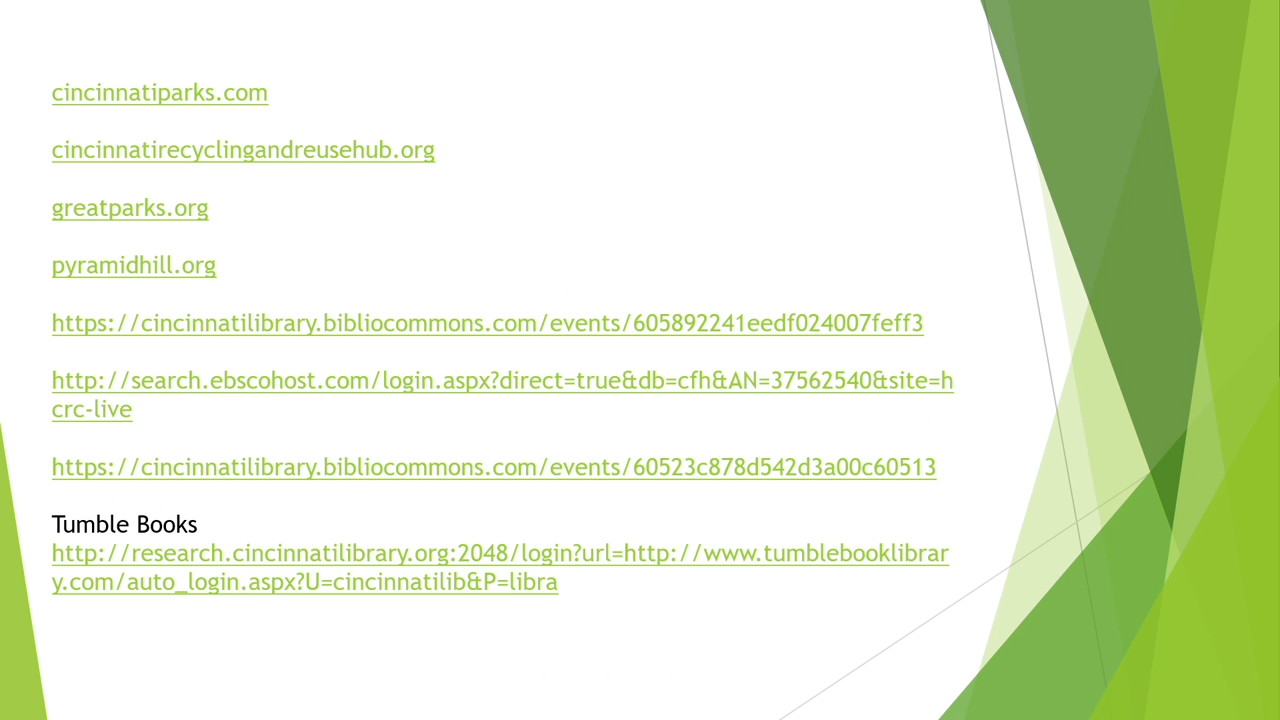 cincinnatiparks.com
cincinnatirecyclingandreusehub.org
greatparks.org
pyramidhill.org
https://cincinnatilibrary.bibliocommons.com/events/605892241eedf024007feff3
http://search.ebscohost.com/login.aspx?direct=true&db=cfh&AN=37562540&site=h
crc-live
https://cincinnatilibrary.bibliocommons.com/events/60523c878d542d3a00c60513
Tumble Books
http://research.cincinnatilibrary.org:2048/login?url=http://www.tumblebooklibrar
y.com/auto_login.aspx?U=cincinnatilib&P=libra